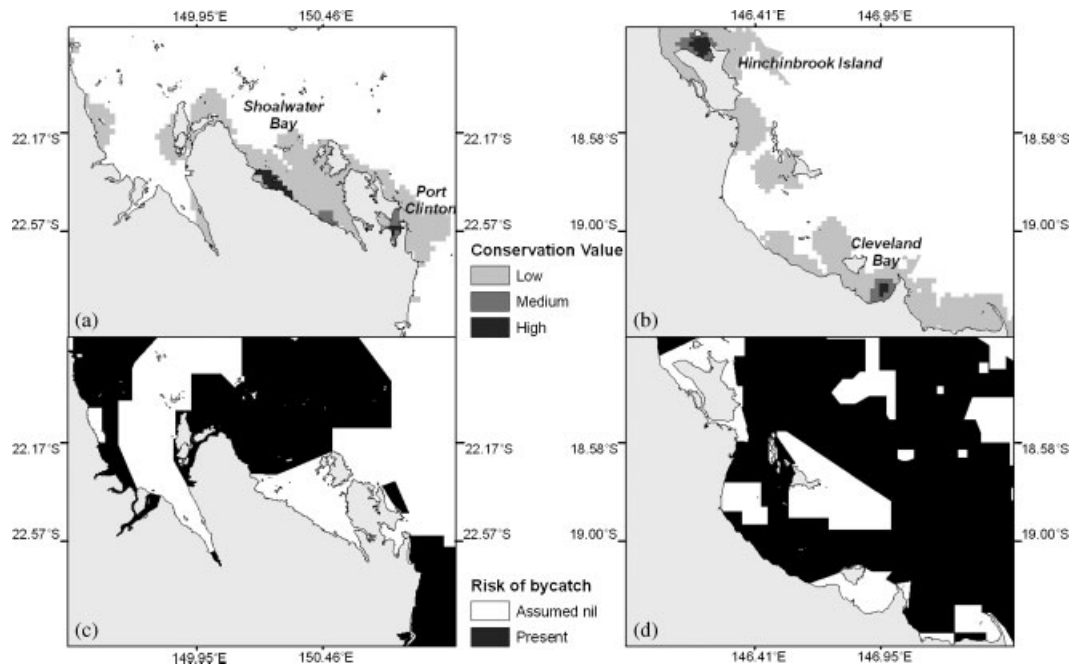 149.95°E 150.46°E
146.41°E 146.95°E
Shoalwater
Bay
Port
Clinton
22.17°S 22.17°S
22.57°S 22.57°S
(a)
Hinchinbrook Island
Cleveland
Bay
18.58°S 18.58°S
19.00°S 19.00°S
(b)
Conservation Value
Low
Medium
High
22.17°S 22.17°S
22.57°S 22.57°S
(c)
149.95°E 150.46°E
18.58°S 18.58°S
19.00°S 19.00°S
(d)
146.41°E 146.95°E
Risk of bycatch
Assumed nil
Present